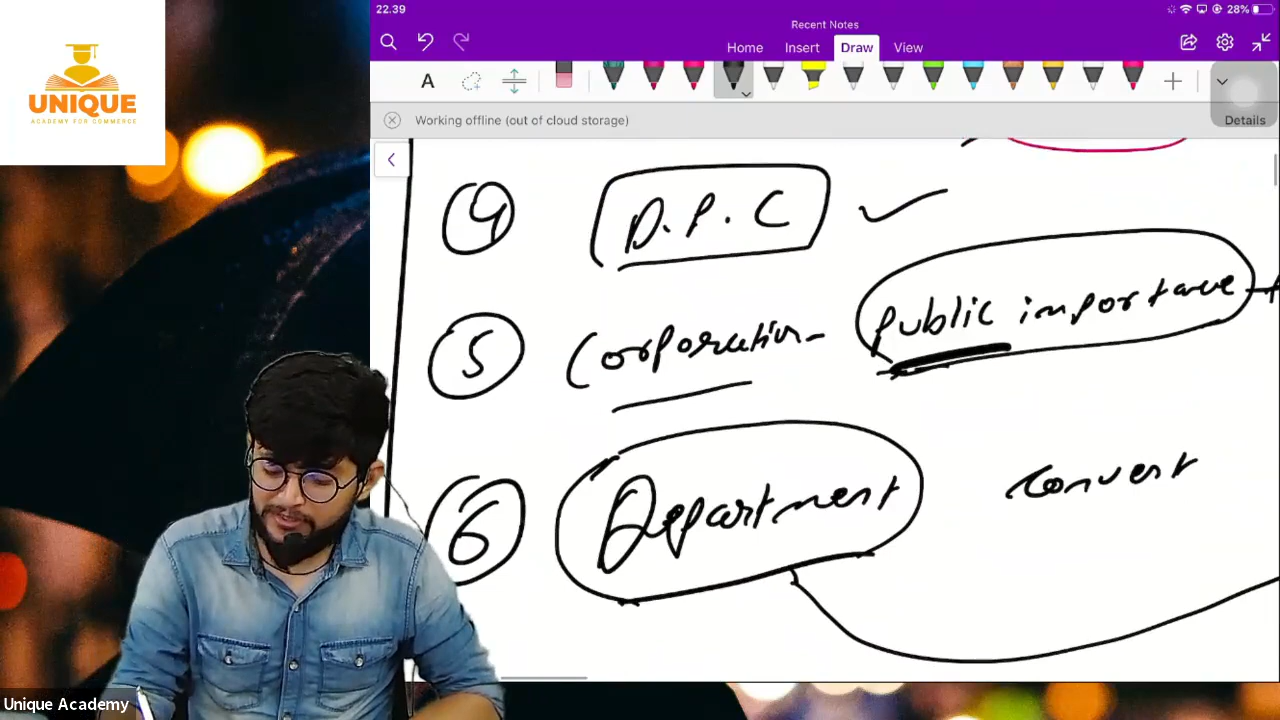 22.39
28%
Recent Notes
Home Insert Draw View
A
Working offline (out of cloud storage)
Details
UNIQUE
ACADEMY FOR COMMERCE
4 D.P.C
5 Corporation - public importance
6 Department convert
Unique Academy